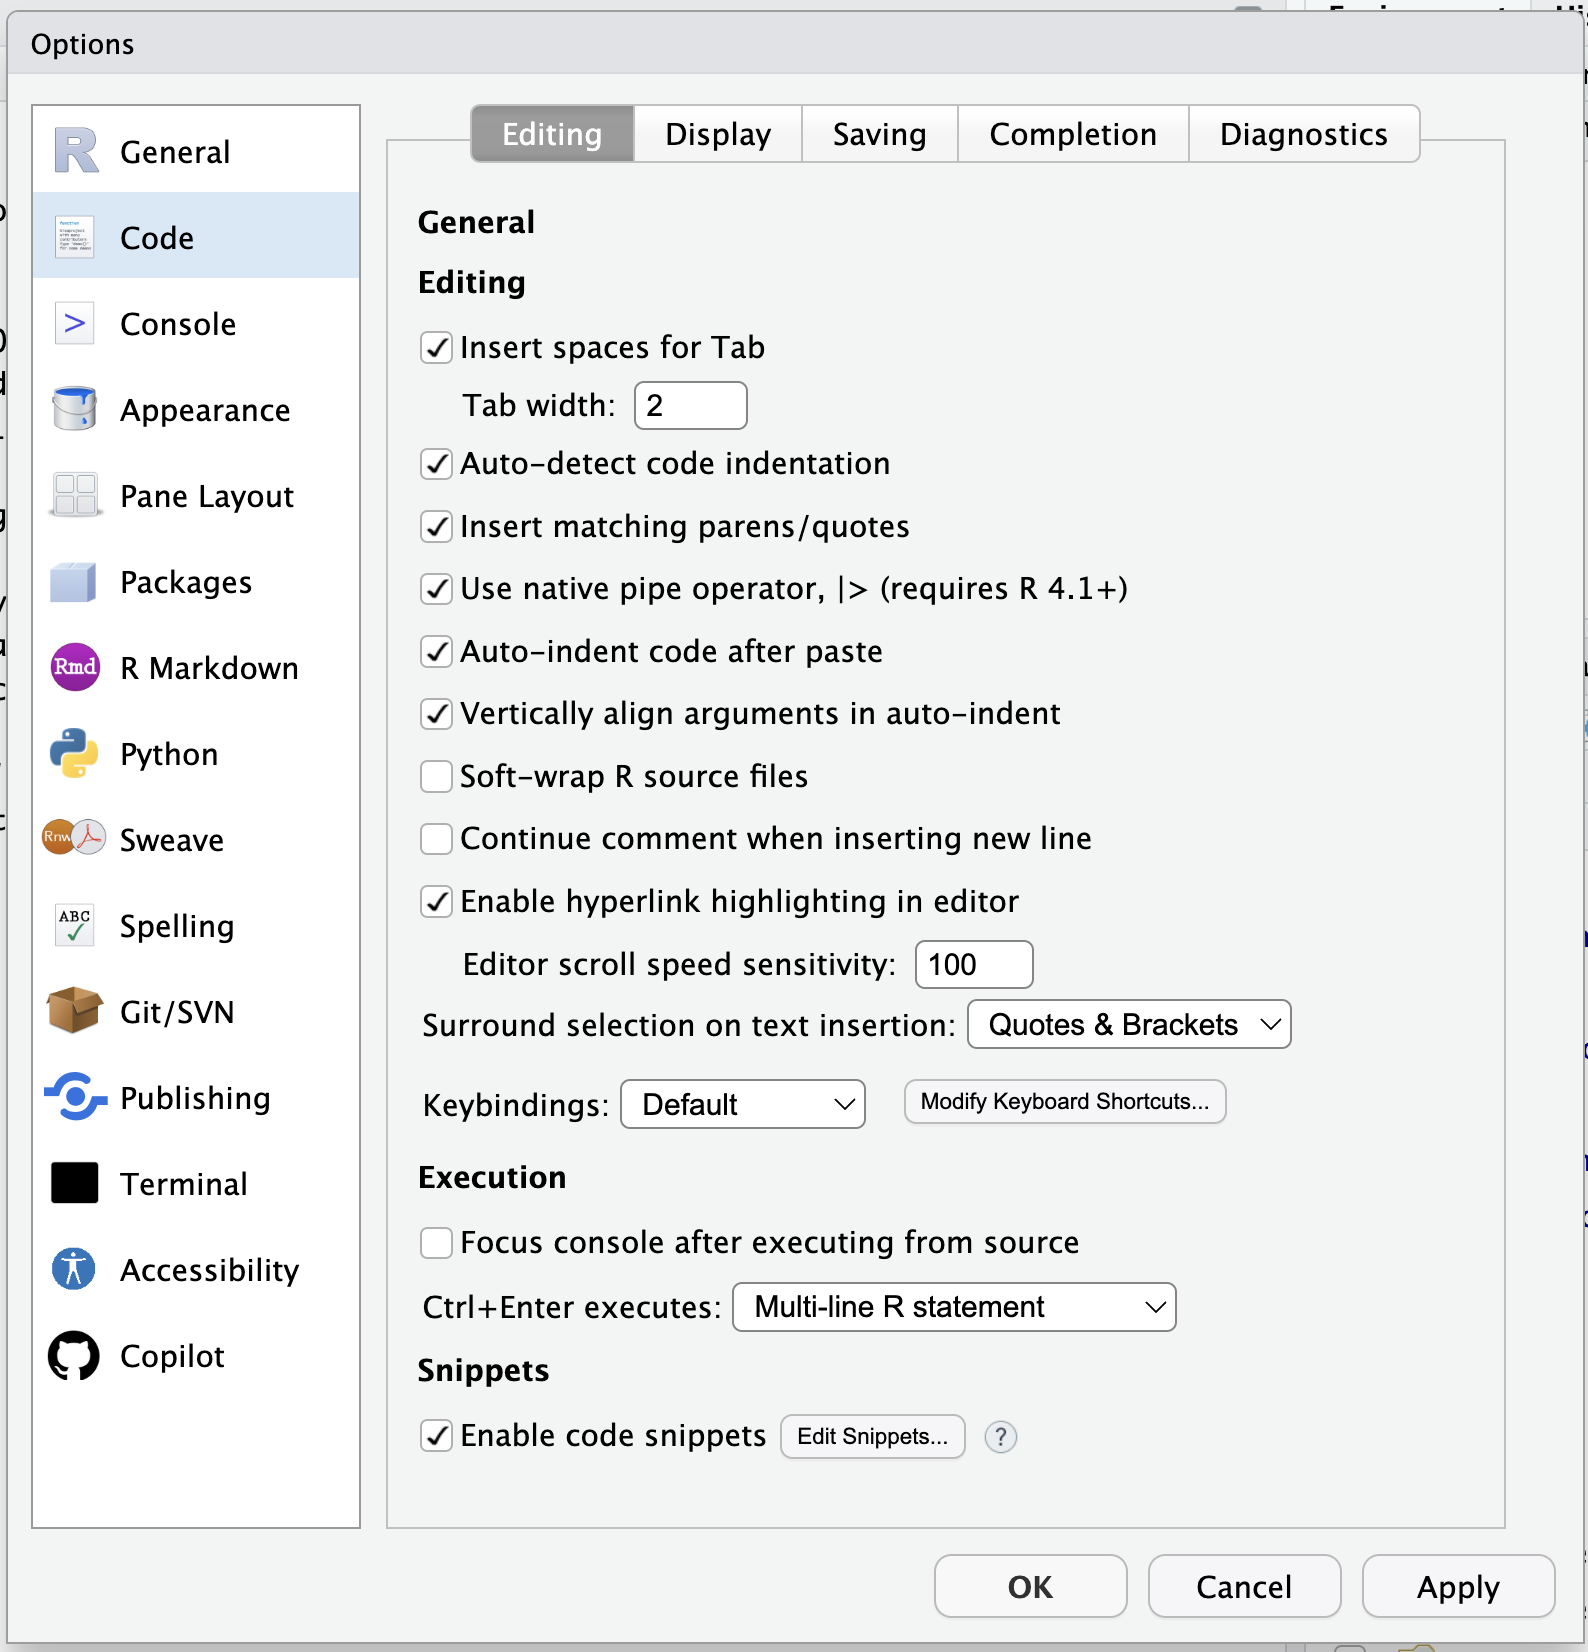 Options
General
Code
Console
Appearance
Pane Layout
Packages
Rmd R Markdown
Python
Rnw Sweave
ABC Spelling
Git/SVN
Publishing
Terminal
Accessibility
Copilot
Editing Display Saving Completion Diagnostics
General
Editing
Insert spaces for Tab
Tab width: 2
Auto-detect code indentation
Insert matching parens/quotes
Use native pipe operator, |> (requires R 4.1+)
Auto-indent code after paste
Vertically align arguments in auto-indent
Soft-wrap R source files
Continue comment when inserting new line
Enable hyperlink highlighting in editor
Editor scroll speed sensitivity: 100
Surround selection on text insertion: Quotes & Brackets
Keybindings: Default Modify Keyboard Shortcuts...
Execution
Focus console after executing from source
Ctrl+Enter executes: Multi-line R statement
Snippets
Enable code snippets Edit Snippets... ?
OK Cancel Apply